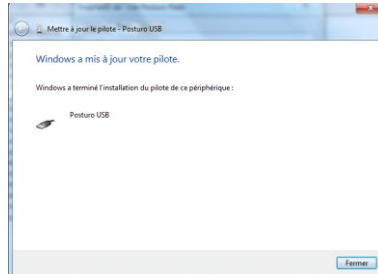 Mettre à jour le pilote - Posturo USB
Windows a mis à jour votre pilote.
Windows a terminé l'installation du pilote de ce périphérique :
Posturo USB
Fermer